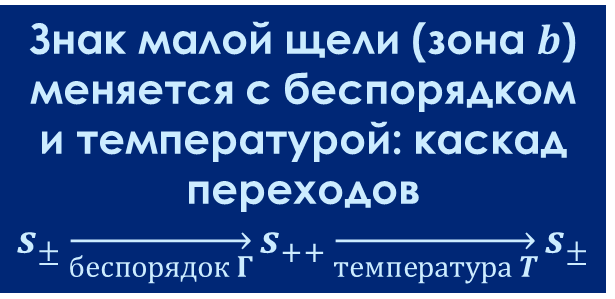 Знак малой щели (зона b)
меняется с беспорядком
и температурой: каскад
переходов
s± беспорядок Γ s++ температура T s±